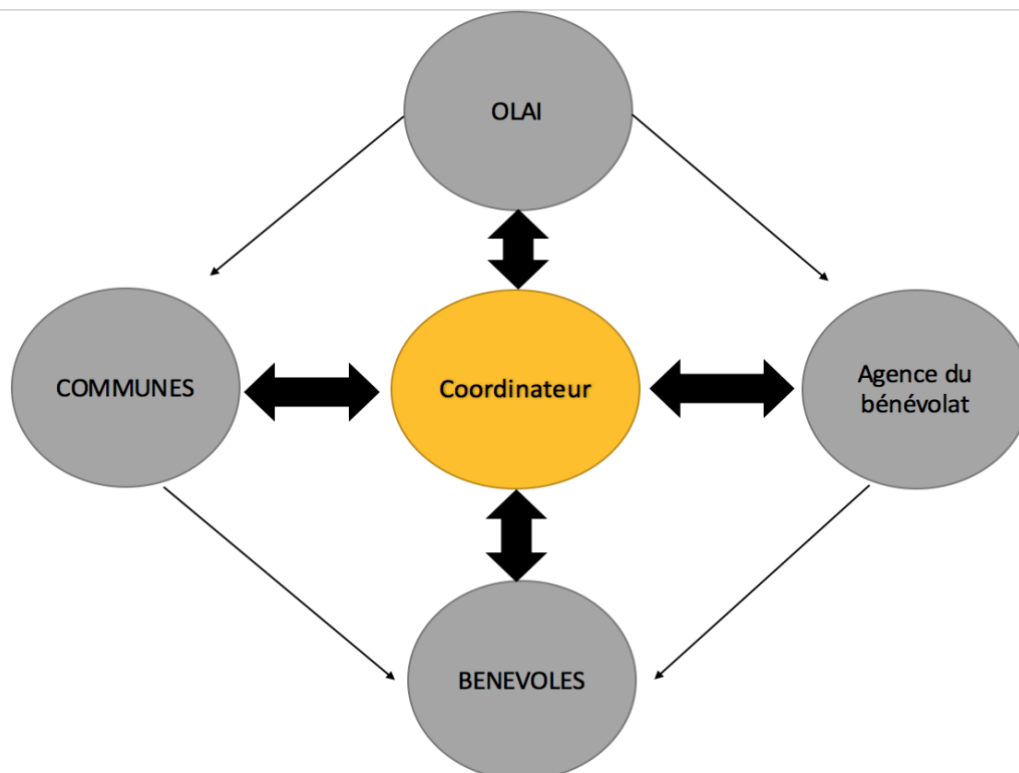 OLAI
COMMUNES
Coordinateur
Agence du
bénévolat
BENEVOLES